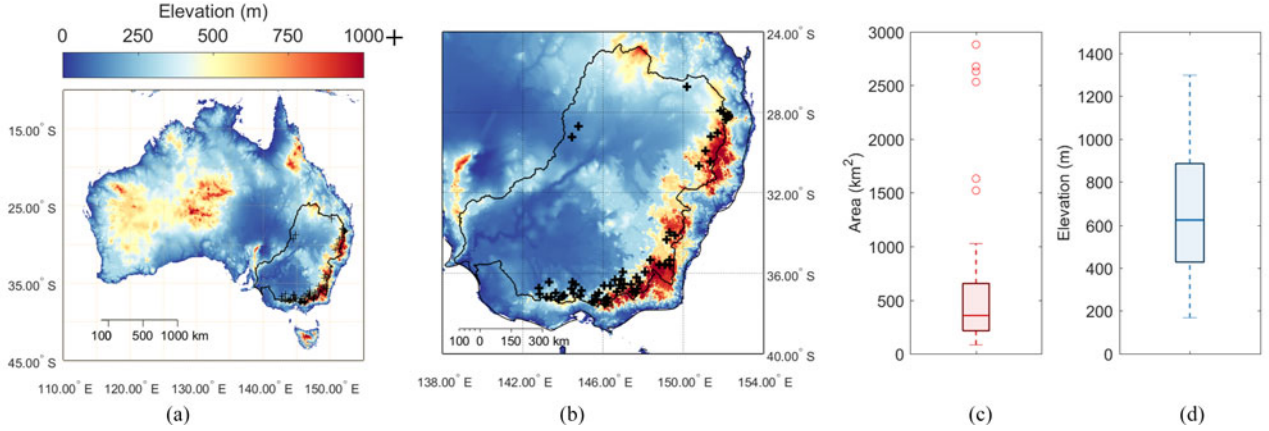 Elevation (m)
0 250 500 750 1000
15.00° S
25.00° S
35.00° S
45.00° S
100 500 1000 km
110.00° E 120.00° E 130.00° E 140.00° E 150.00° E
(a)
24.00° S
28.00° S
32.00° S
36.00° S
40.00° S
100 0 150 300 km
138.00° E 142.00° E 146.00° E 150.00° E 154.00° E
(b)
Area (km²)
3000
2500
2000
1500
1000
500
0
(c)
Elevation (m)
1400
1200
1000
800
600
400
200
0
(d)